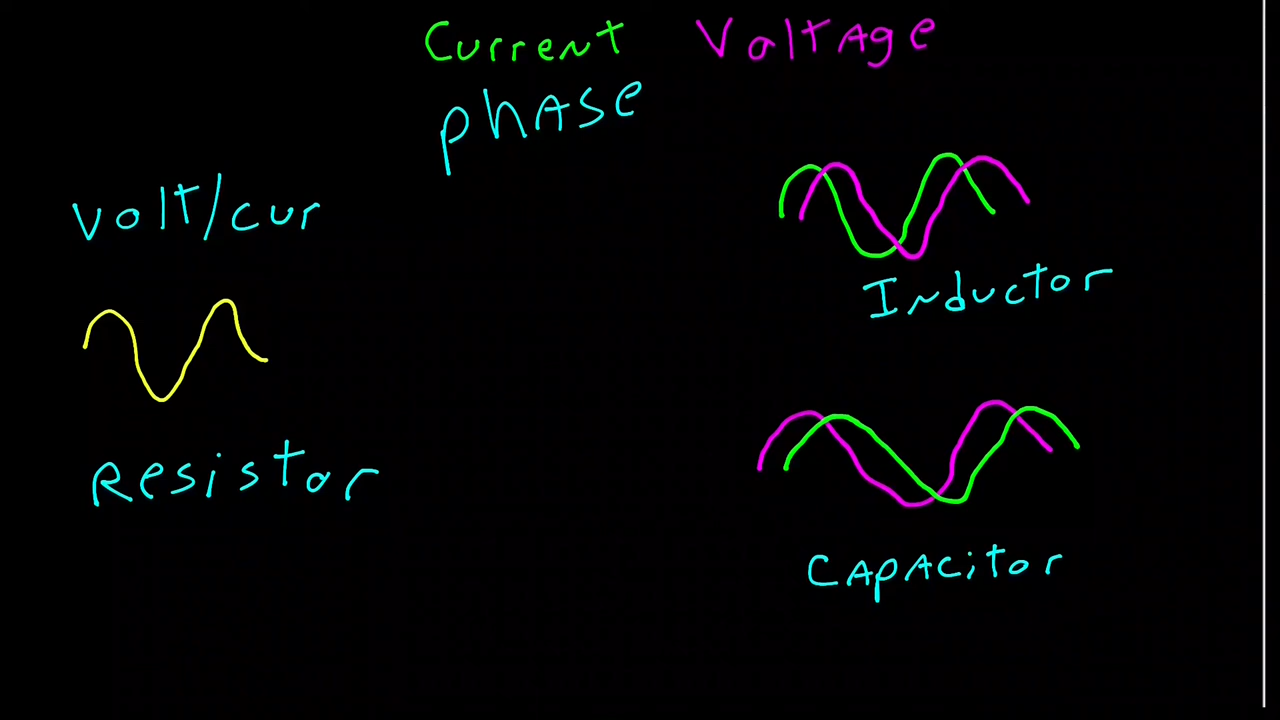 Current Voltage
phase
volt/cur
Inductor
Resistor
Capacitor